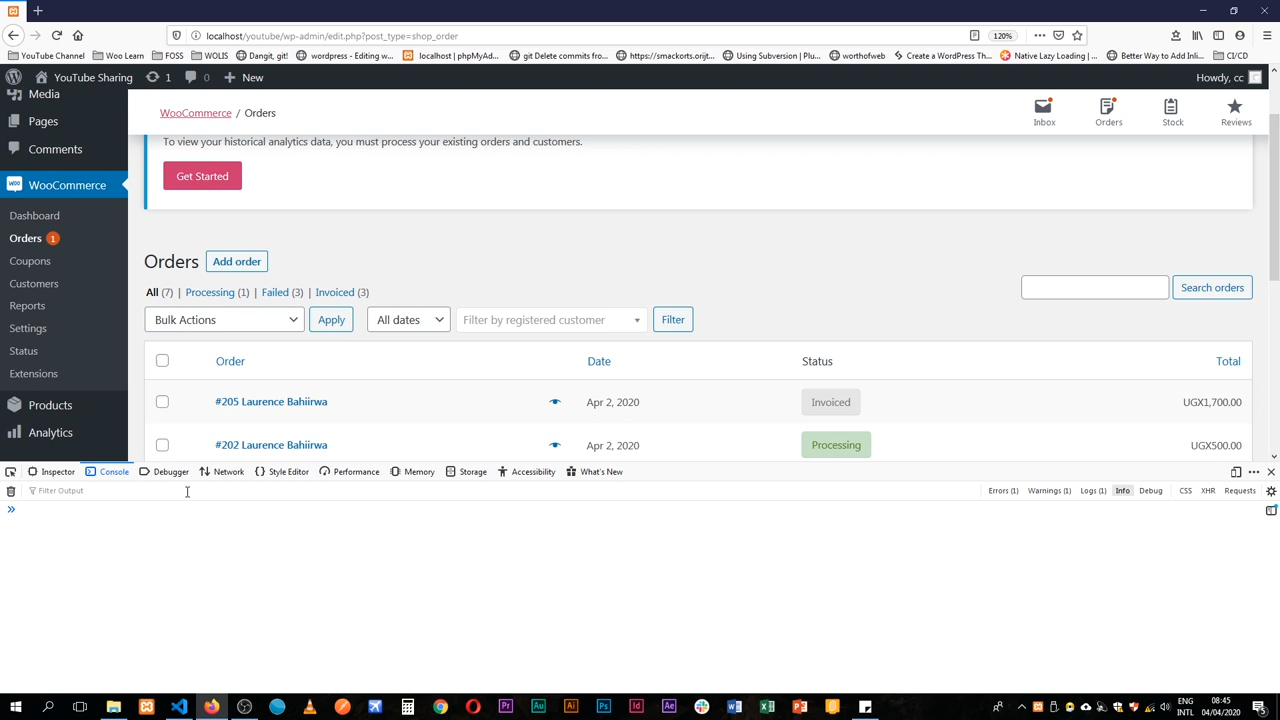 localhost/youtube/wp-admin/edit.php?post_type=shop_order
120%
YouTube Channel Woo Learn FOSS WOLIS Dangit, git! wordpress - Editing w... localhost | phpMyAd... git Delete commits fro... https://smackorts.orijt... Using Subversion | Plu... worthofweb Create a WordPress Th... Native Lazy Loading | ... Better Way to Add Inli... CI/CD
YouTube Sharing 1 0 New Howdy, cc
Media
Pages
Comments
WooCommerce
Dashboard
Orders 1
Coupons
Customers
Reports
Settings
Status
Extensions
Products
Analytics
WooCommerce / Orders
Inbox Orders Stock Reviews
To view your historical analytics data, you must process your existing orders and customers.
Get Started
Orders Add order
All (7) | Processing (1) | Failed (3) | Invoiced (3)
Search orders
Bulk Actions Apply All dates Filter by registered customer Filter
Order Date Status Total
#205 Laurence Bahiirwa Apr 2, 2020 Invoiced UGX1,700.00
#202 Laurence Bahiirwa Apr 2, 2020 Processing UGX500.00
Inspector Console Debugger Network Style Editor Performance Memory Storage Accessibility What's New
Filter Output Errors (1) Warnings (1) Logs (1) Info Debug CSS XHR Requests
ENG 08:45
INTL 04/04/2020